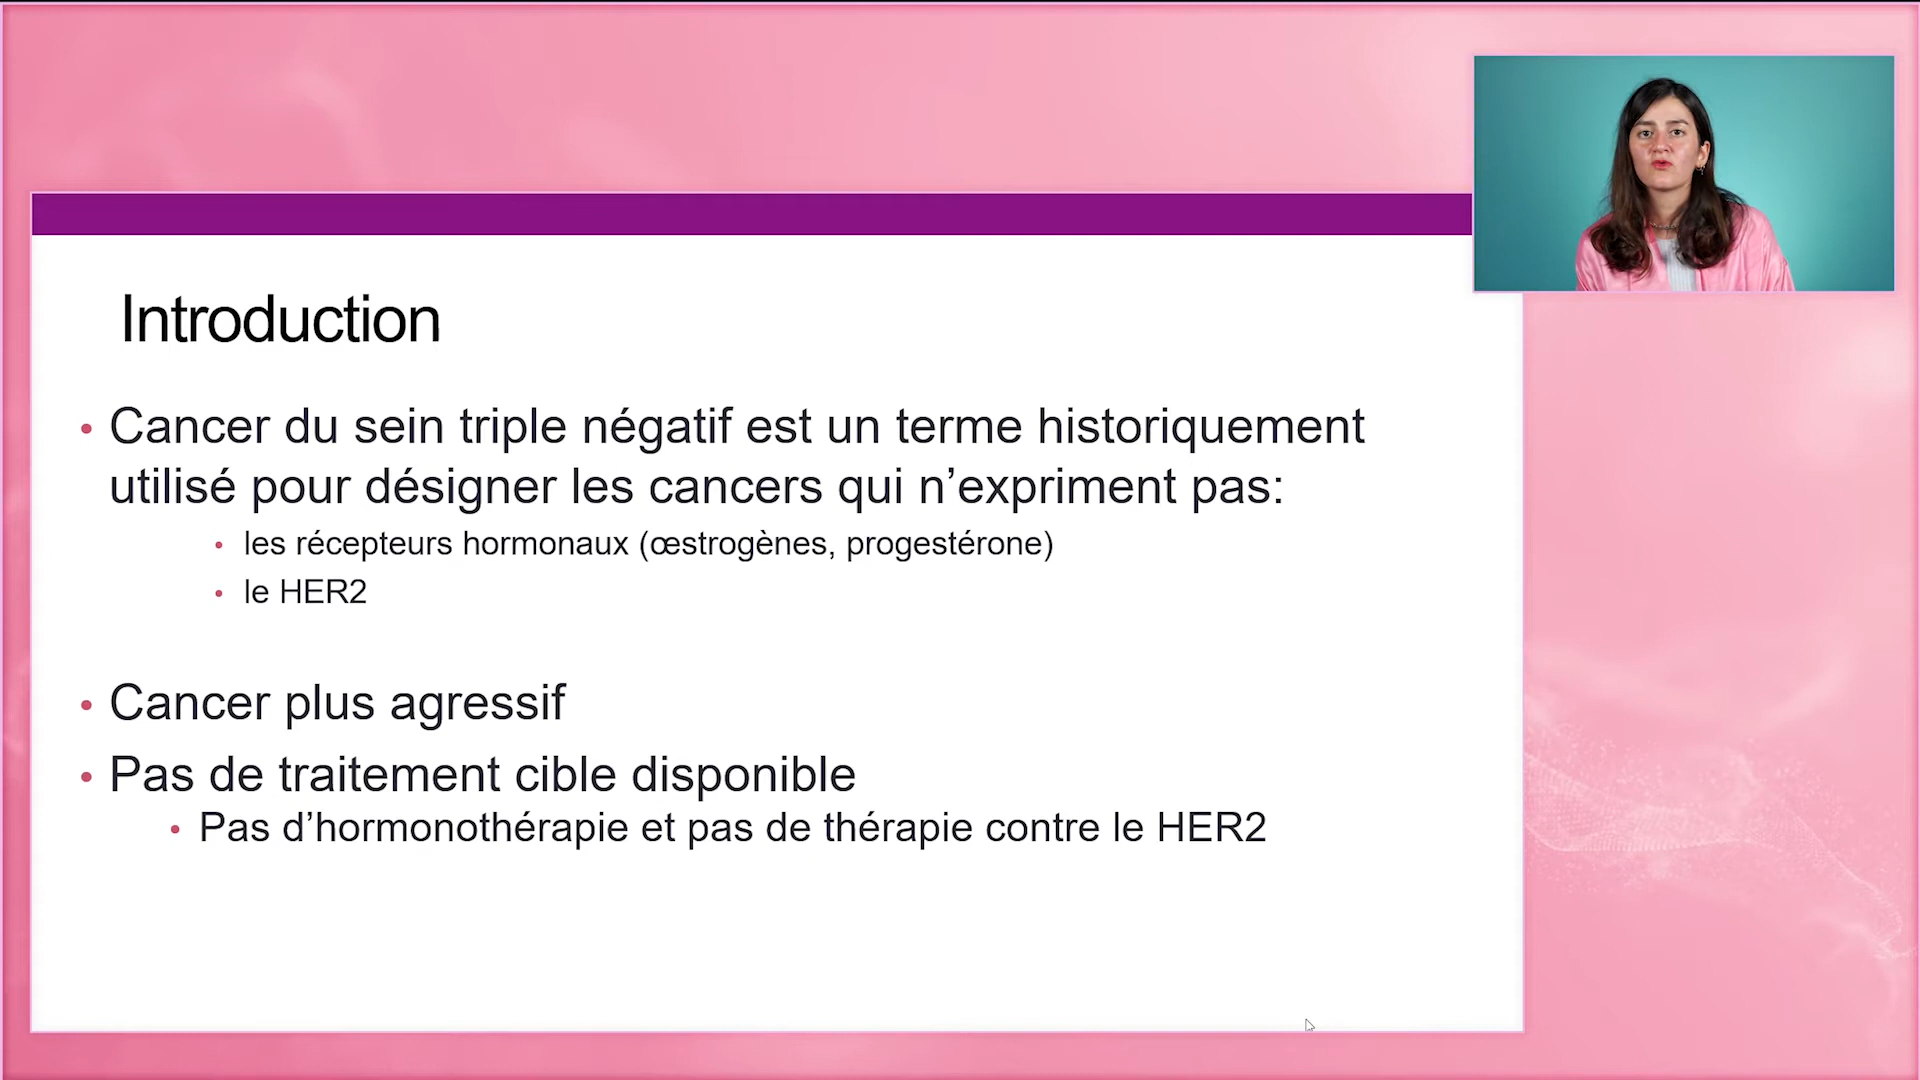 Introduction
• Cancer du sein triple négatif est un terme historiquement
utilisé pour désigner les cancers qui n’expriment pas:
• les récepteurs hormonaux (œstrogènes, progestérone)
• le HER2
• Cancer plus agressif
• Pas de traitement cible disponible
• Pas d’hormonothérapie et pas de thérapie contre le HER2